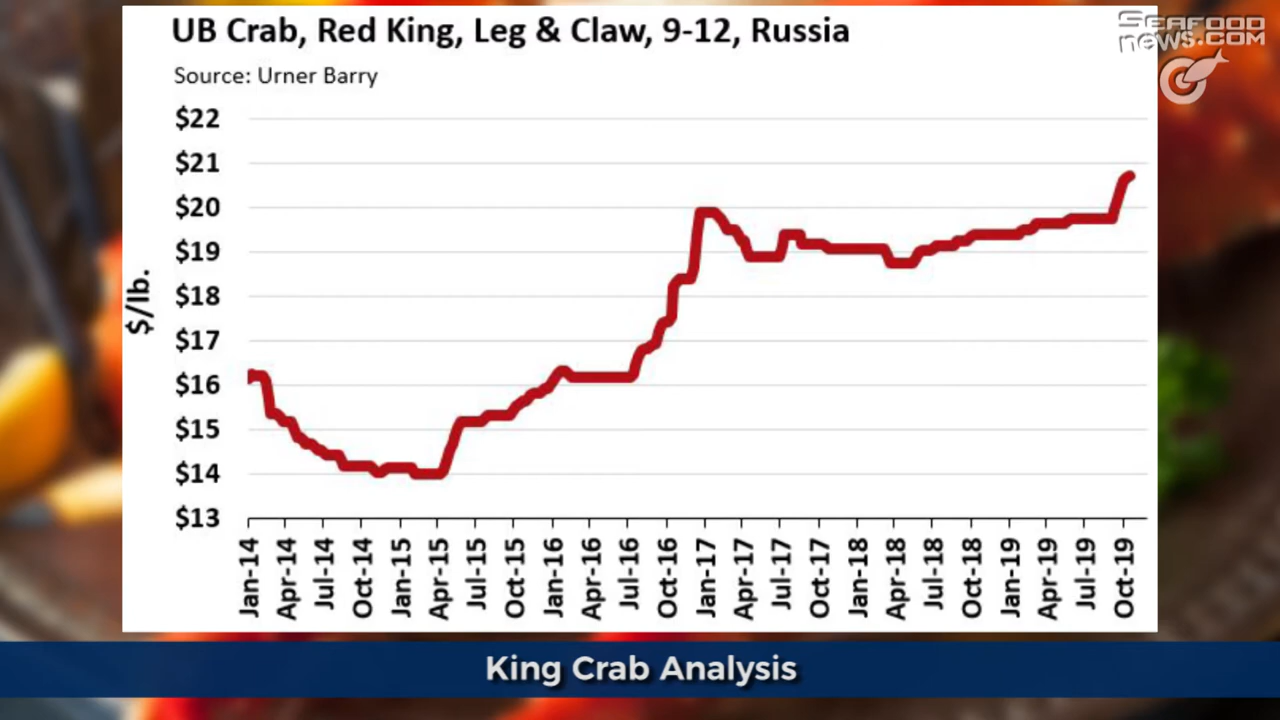 UB Crab, Red King, Leg & Claw, 9-12, Russia
SEAFOOD
news.COM
Source: Urner Barry
$22
$21
$20
$19
$18
$17
$16
$15
$14
$13
$/lb.
Jan-14
Apr-14
Jul-14
Oct-14
Jan-15
Apr-15
Jul-15
Oct-15
Jan-16
Apr-16
Jul-16
Oct-16
Jan-17
Apr-17
Jul-17
Oct-17
Jan-18
Apr-18
Jul-18
Oct-18
Jan-19
Apr-19
Jul-19
Oct-19
King Crab Analysis